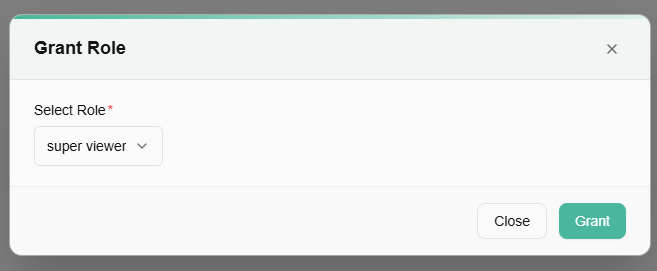 Grant Role
Select Role*
super viewer
Close
Grant